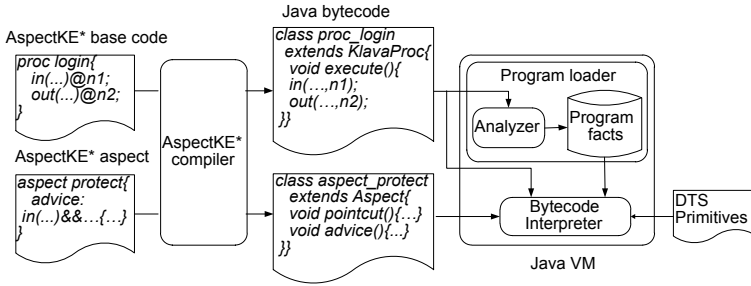 AspectKE* base code
proc login{
in(...)@n1;
out(...)@n2;
}
AspectKE* aspect
aspect protect{
advice:
in(...)&&...{...}
}
AspectKE*
compiler
Java bytecode
class proc_login
extends KlavaProc{
void execute(){
in(...,n1);
out(...,n2);
}}
class aspect_protect
extends Aspect{
void pointcut(){...}
void advice(){...}
}}
Program loader
Analyzer
Program
facts
Bytecode
Interpreter
Java VM
DTS
Primitives